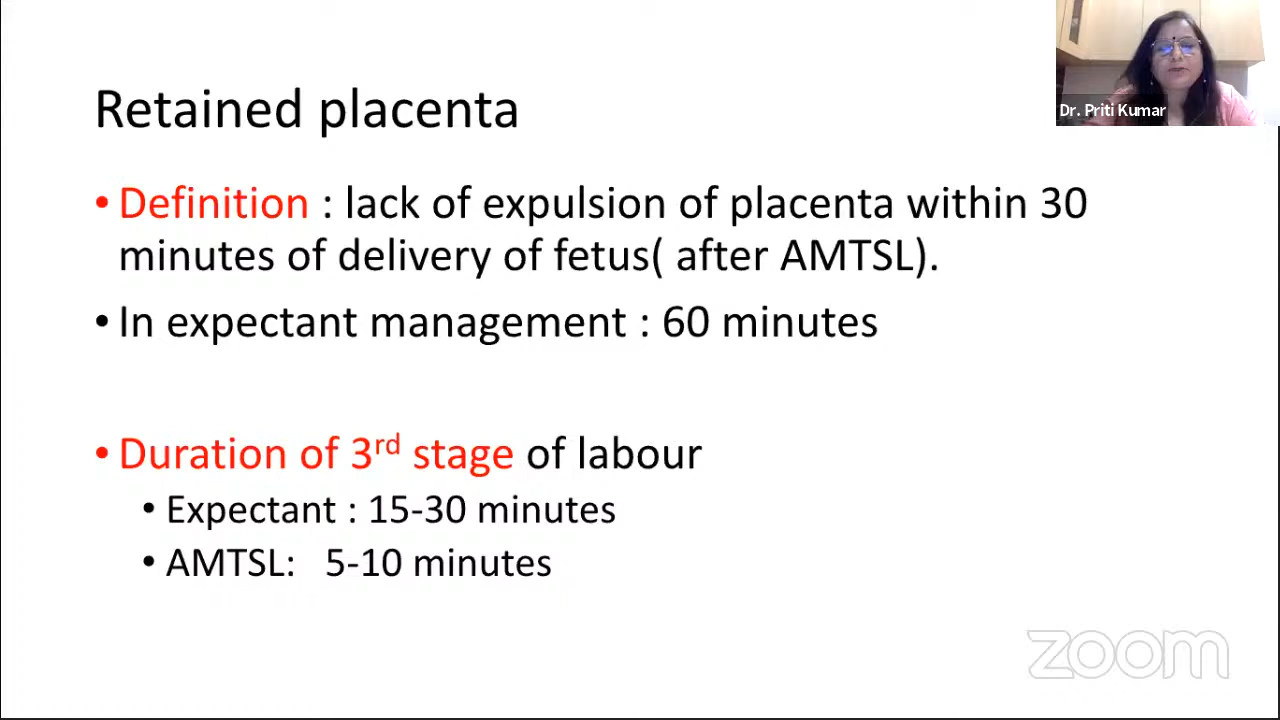 Dr. Priti Kumar
Retained placenta
• Definition : lack of expulsion of placenta within 30
minutes of delivery of fetus( after AMTSL).
• In expectant management : 60 minutes
• Duration of 3rd stage of labour
• Expectant : 15-30 minutes
• AMTSL: 5-10 minutes
zoom